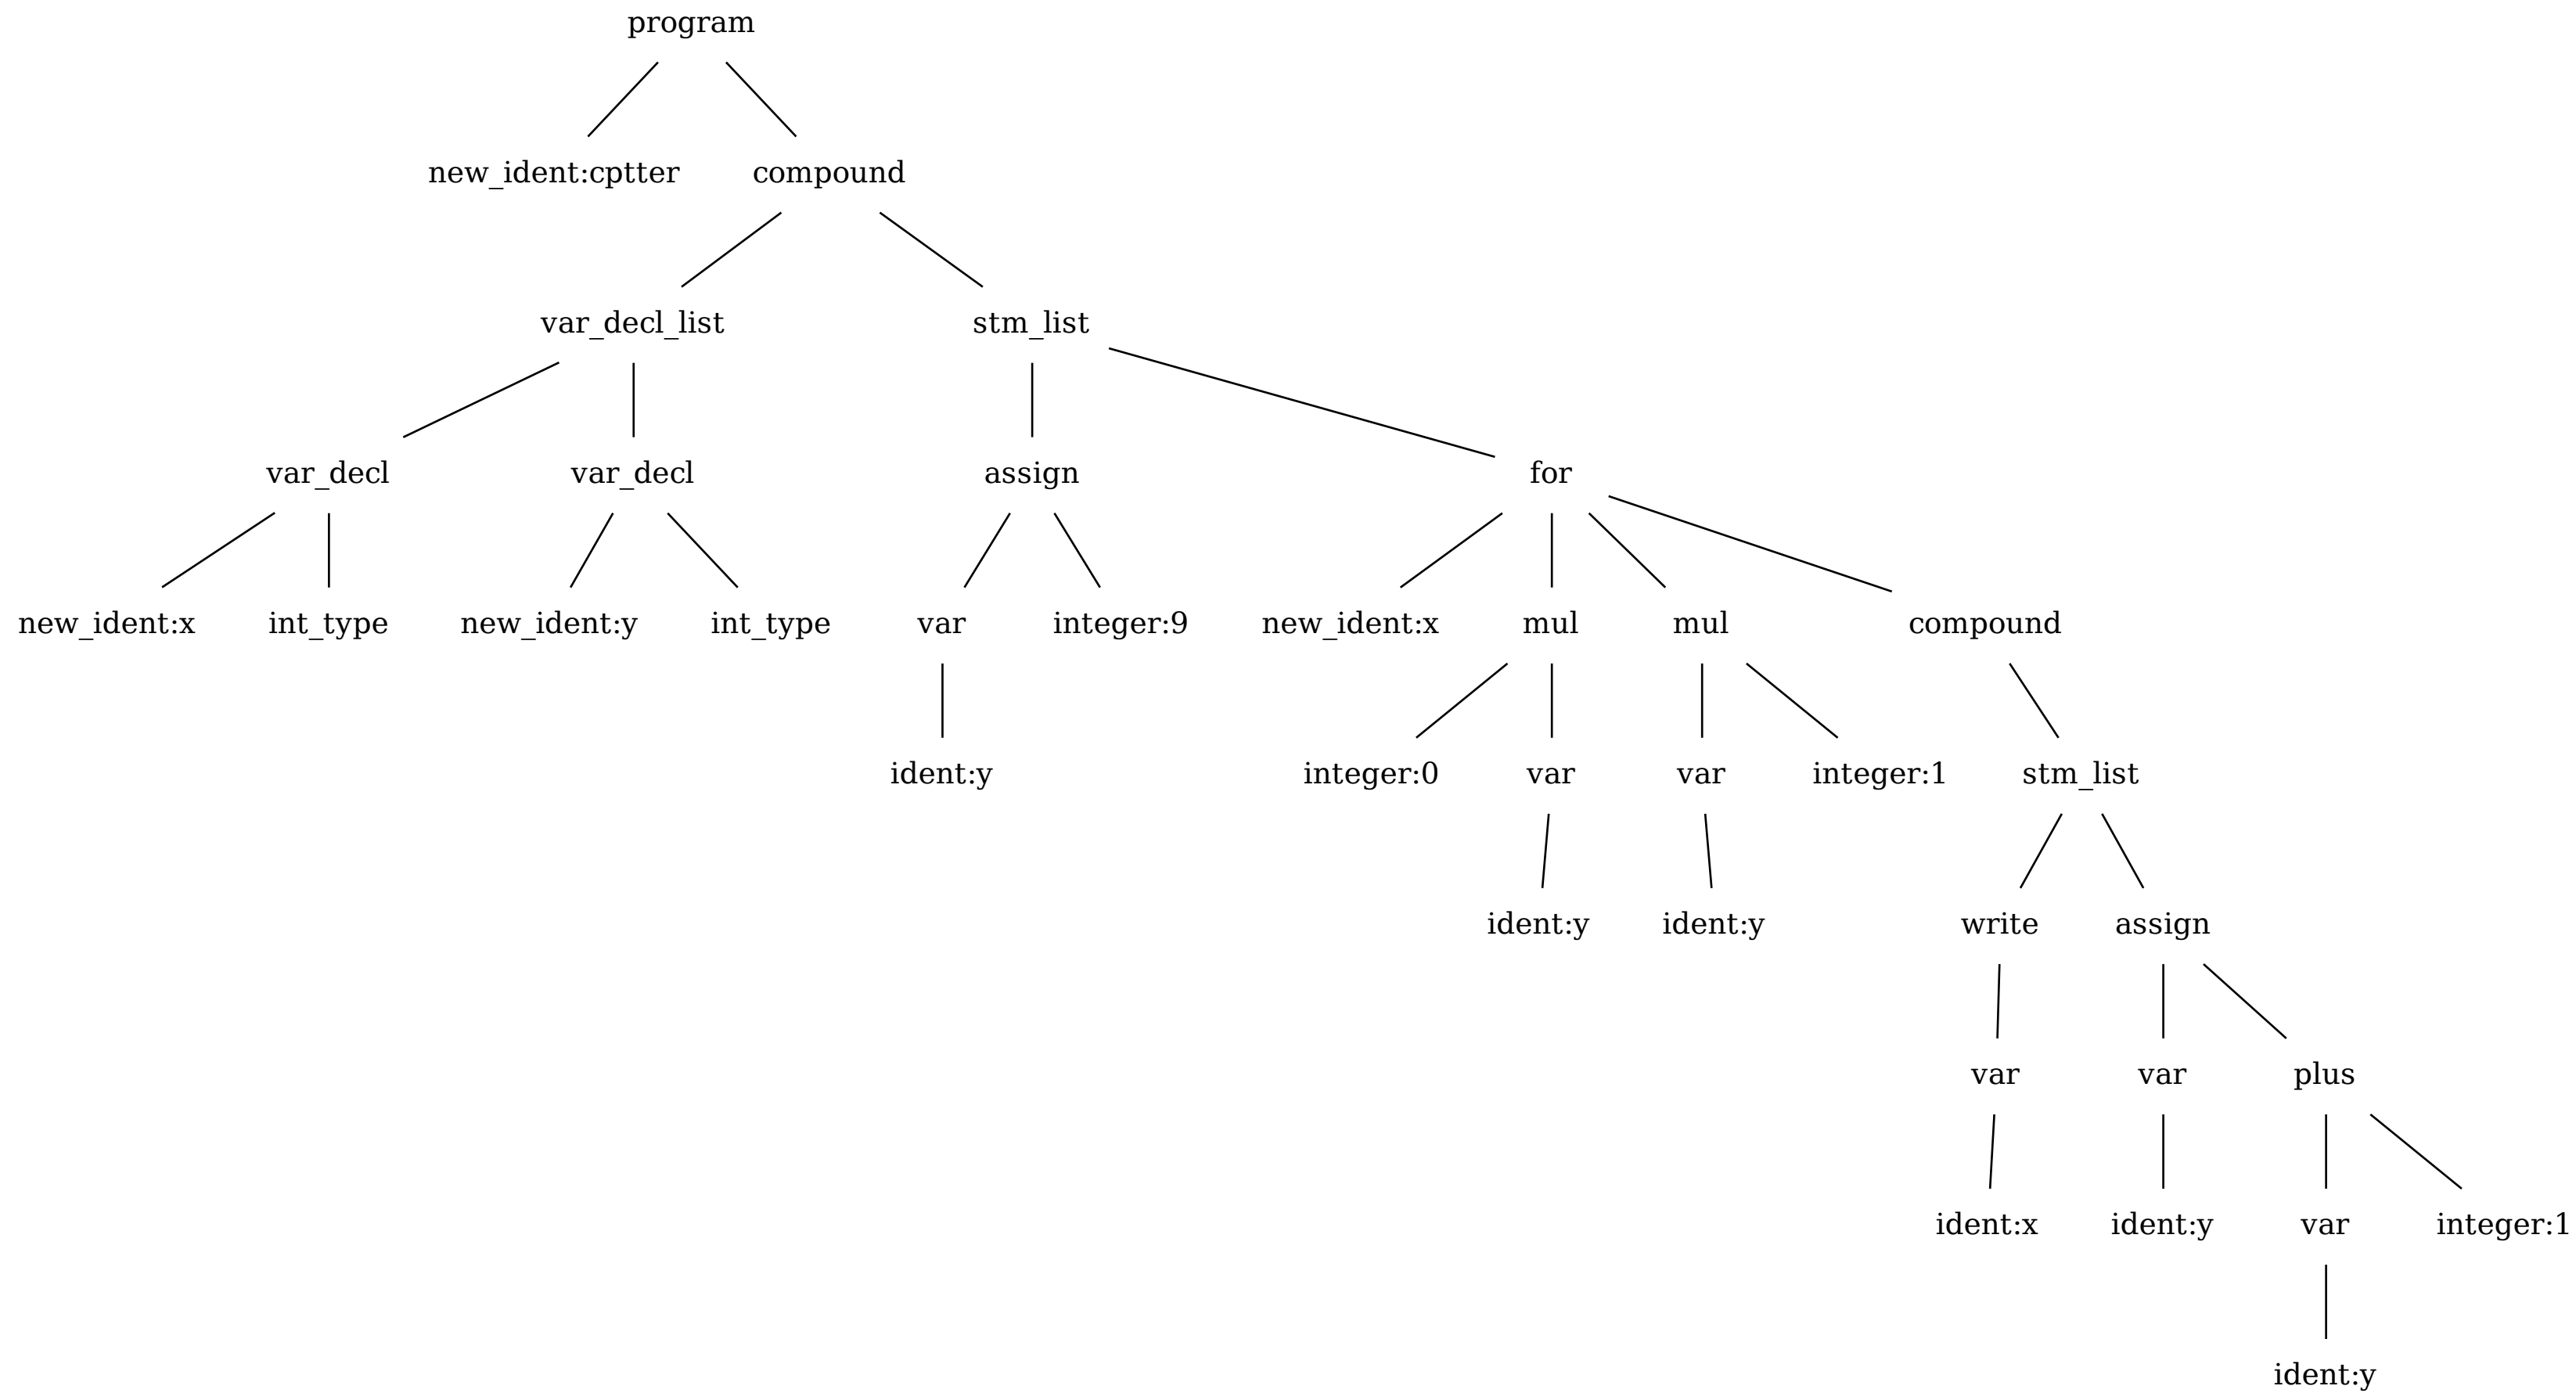 program
new_ident:cptter compound
var_decl_list stm_list
var_decl var_decl assign for
new_ident:x int_type new_ident:y int_type var integer:9 new_ident:x mul mul compound
ident:y integer:0 var var integer:1 stm_list
ident:y ident:y write assign
var var plus
ident:x ident:y var integer:1
ident:y